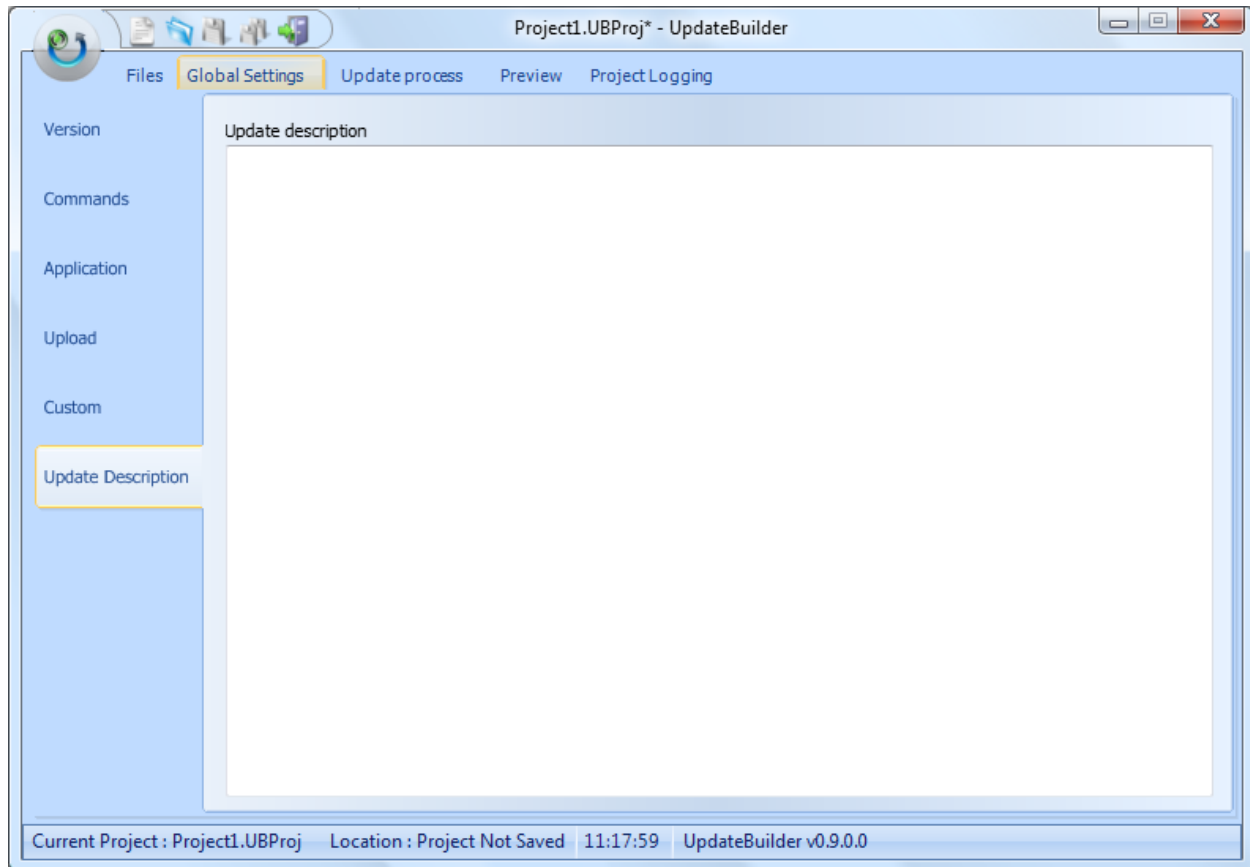 Project1.UBProj* - UpdateBuilder
Files Global Settings Update process Preview Project Logging
Version
Update description
Commands
Application
Upload
Custom
Update Description
Current Project : Project1.UBProj Location : Project Not Saved 11:17:59 UpdateBuilder v0.9.0.0